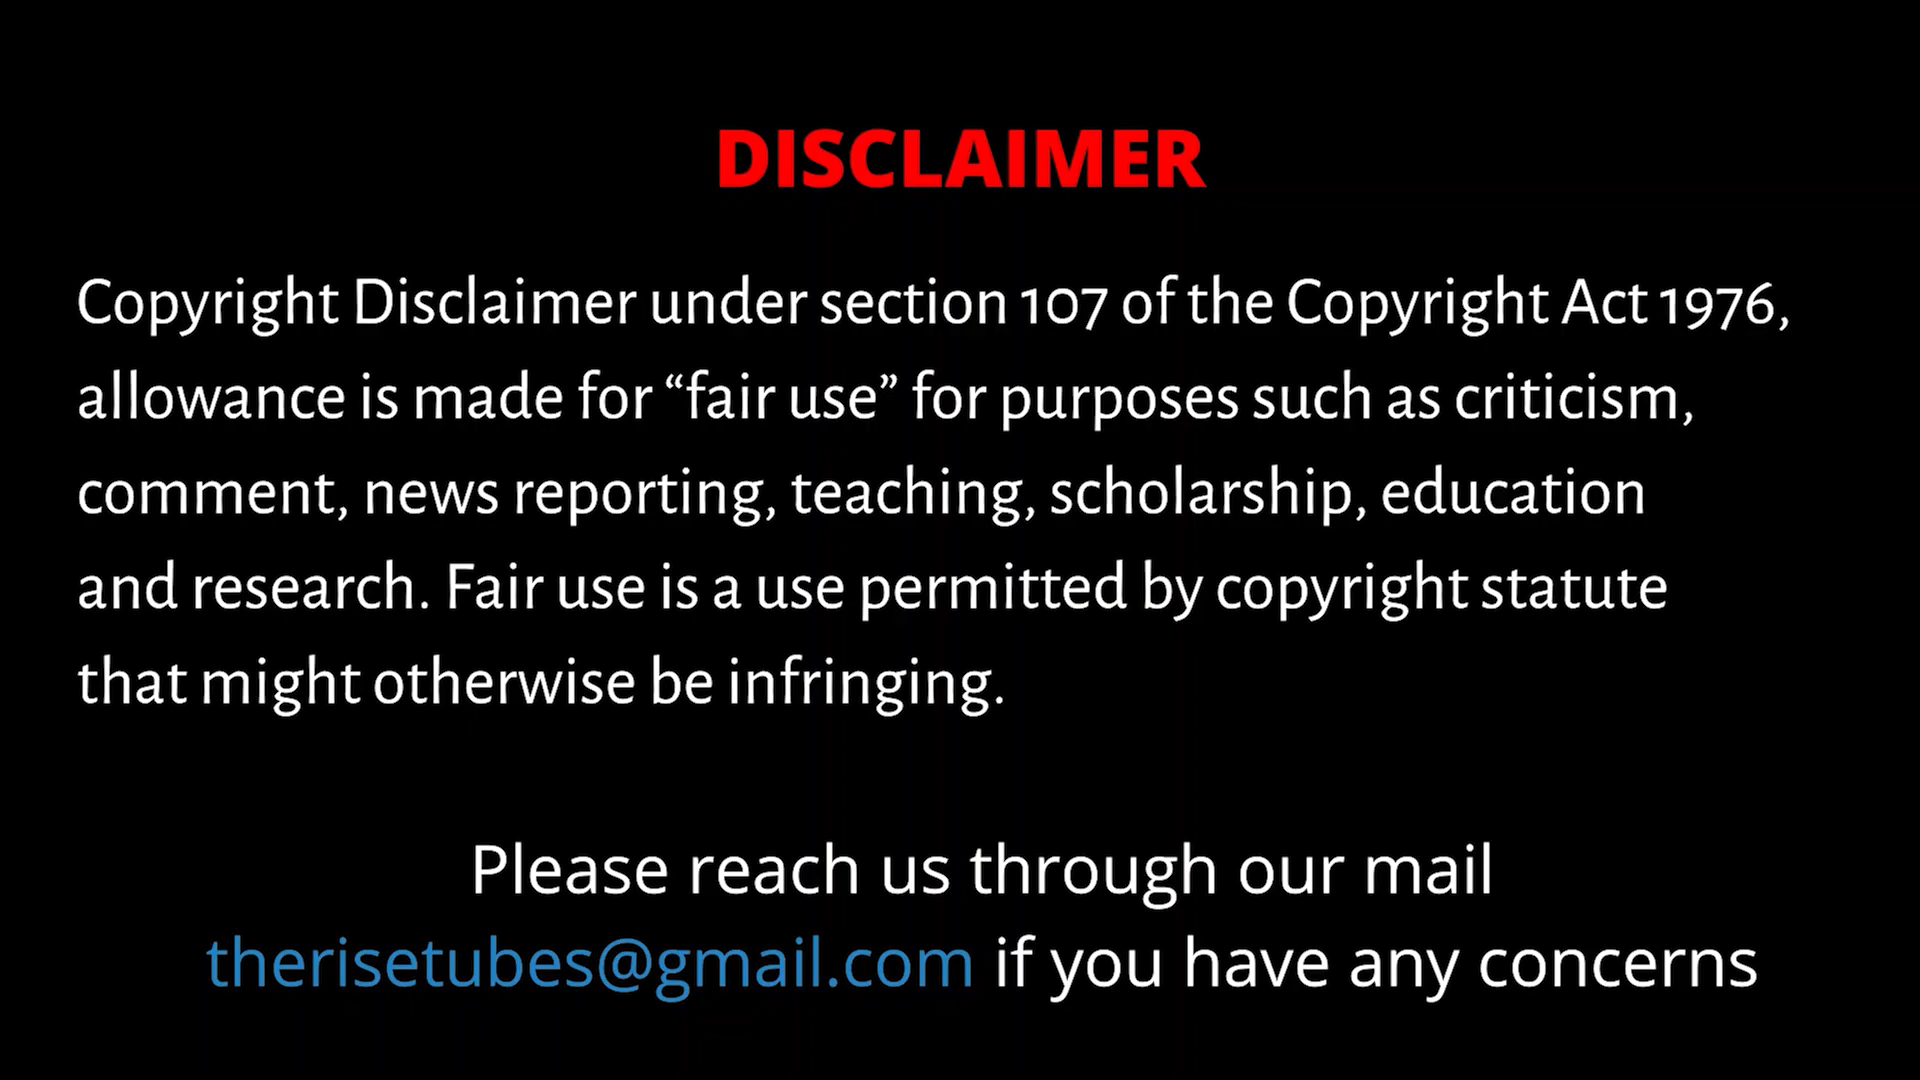 DISCLAIMER
Copyright Disclaimer under section 107 of the Copyright Act 1976,
allowance is made for “fair use” for purposes such as criticism,
comment, news reporting, teaching, scholarship, education
and research. Fair use is a use permitted by copyright statute
that might otherwise be infringing.
Please reach us through our mail
therisetubes@gmail.com if you have any concerns